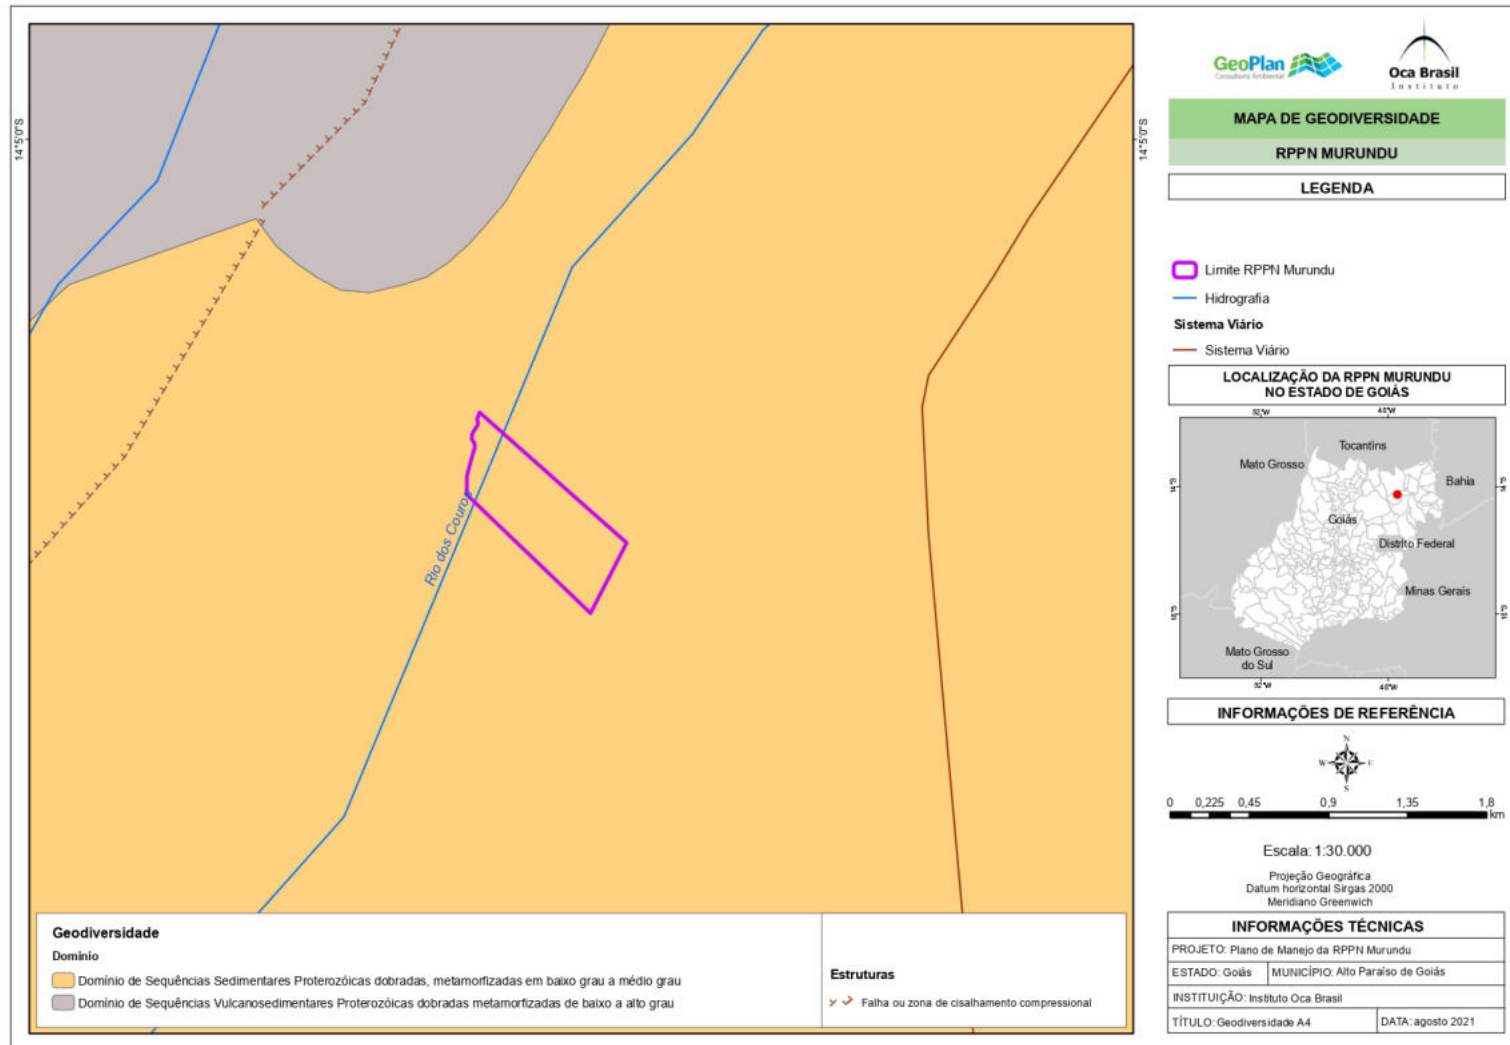 14°5'0"S
14°5'0"S
Rio dos Couros
Geodiversidade
Domínio
Domínio de Sequências Sedimentares Proterozóicas dobradas, metamorfizadas em baixo grau a médio grau
Domínio de Sequências Vulcanosedimentares Proterozóicas dobradas metamorfizadas de baixo a alto grau
Estruturas
Falha ou zona de cisalhamento compressional
GeoPlan
Consultoria Ambiental
Oca Brasil
Instituto
MAPA DE GEODIVERSIDADE
RPPN MURUNDU
LEGENDA
Limite RPPN Murundu
Hidrografia
Sistema Viário
Sistema Viário
LOCALIZAÇÃO DA RPPN MURUNDU
NO ESTADO DE GOIÁS
Tocantins
Mato Grosso
Bahia
Goiás
Distrito Federal
Minas Gerais
Mato Grosso
do Sul
INFORMAÇÕES DE REFERÊNCIA
N
W E
S
0 0,225 0,45 0,9 1,35 1,8
km
Escala: 1:30.000
Projeção Geográfica
Datum horizontal Sirgas 2000
Meridiano Greenwich
INFORMAÇÕES TÉCNICAS
PROJETO: Plano de Manejo da RPPN Murundu
ESTADO: Goiás MUNICÍPIO: Alto Paraíso de Goiás
INSTITUIÇÃO: Instituto Oca Brasil
TÍTULO: Geodiversidade A4 DATA: agosto 2021